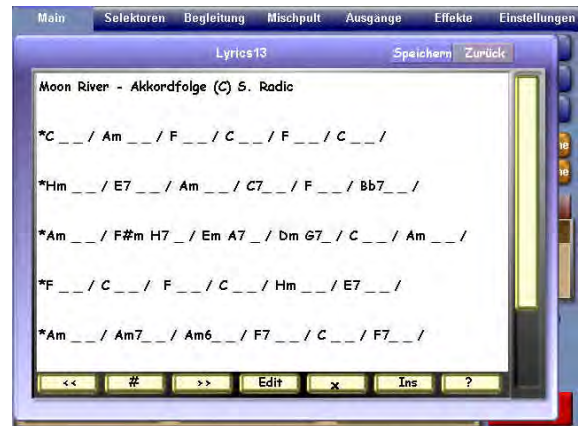 Main Selektoren Begleitung Mischpult Ausgänge Effekte Einstellungen
Lyrics13 Speichern Zurück
Moon River - Akkordfolge (C) S. Radic
*C _ _ / Am _ _ / F _ _ / C _ _ / F _ _ / C _ _ /
*Hm _ _ / E7 _ _ / Am _ _ / C7_ _ / F _ _ / Bb7_ _ /
*Am _ _ / F#m H7 _ / Em A7 _ / Dm G7_ / C _ _ / Am _ _ /
*F _ _ / C _ _ / F _ _ / C _ _ / Hm _ _ / E7 _ _ /
*Am _ _ / Am7_ _ / Am6_ _ / F7 _ _ / C _ _ / F7_ _ /
<< # >> Edit x Ins ?